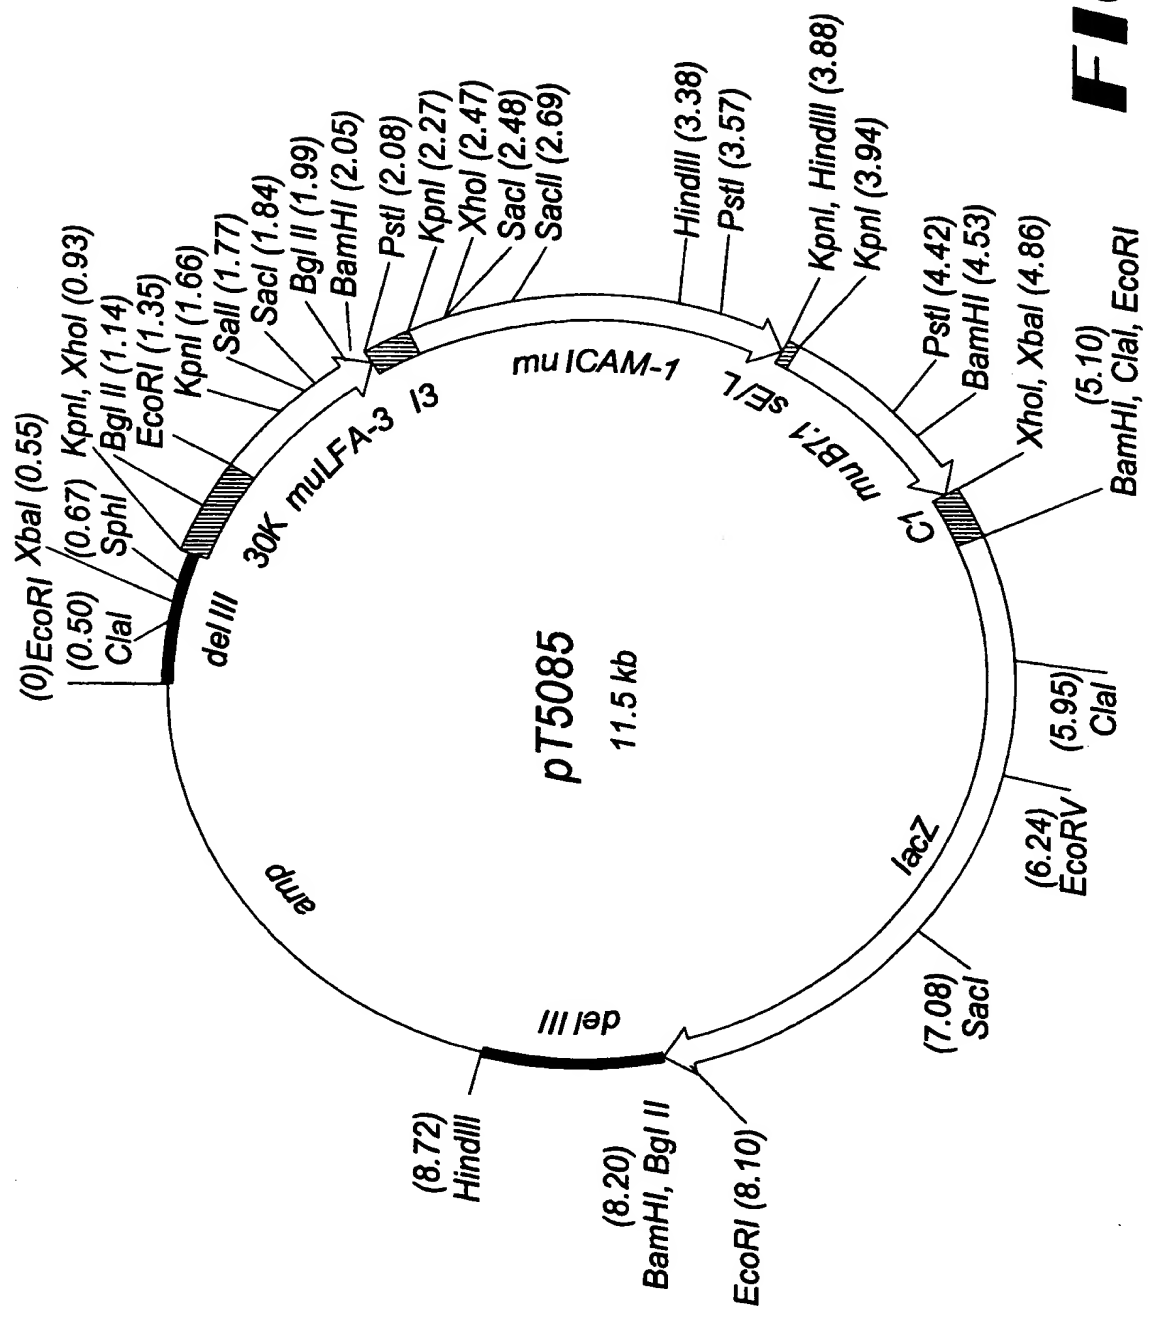 (0) EcoRI
(0.50)
ClaI
XbaI (0.55)
(0.67)
SphI
KpnI, XhoI (0.93)
Bgl II (1.14)
EcoRI (1.35)
KpnI (1.66)
SalI (1.77)
SacI (1.84)
Bgl II (1.99)
BamHI (2.05)
PstI (2.08)
KpnI (2.27)
XhoI (2.47)
SacI (2.48)
SacII (2.69)
HindIII (3.38)
PstI (3.57)
KpnI, HindIII (3.88)
KpnI (3.94)
PstI (4.42)
BamHI (4.53)
XhoI, XbaI (4.86)
(5.10)
BamHI, ClaI, EcoRI
(5.95)
ClaI
(6.24)
EcoRV
(7.08)
SacI
EcoRI (8.10)
(8.20)
BamHI, Bgl II
(8.72)
HindIII
del III
30K
muLFA-3
I3
mu ICAM-1
sE/L
muB7.1
C1
lacZ
del III
amp
pT5085
11.5 kb